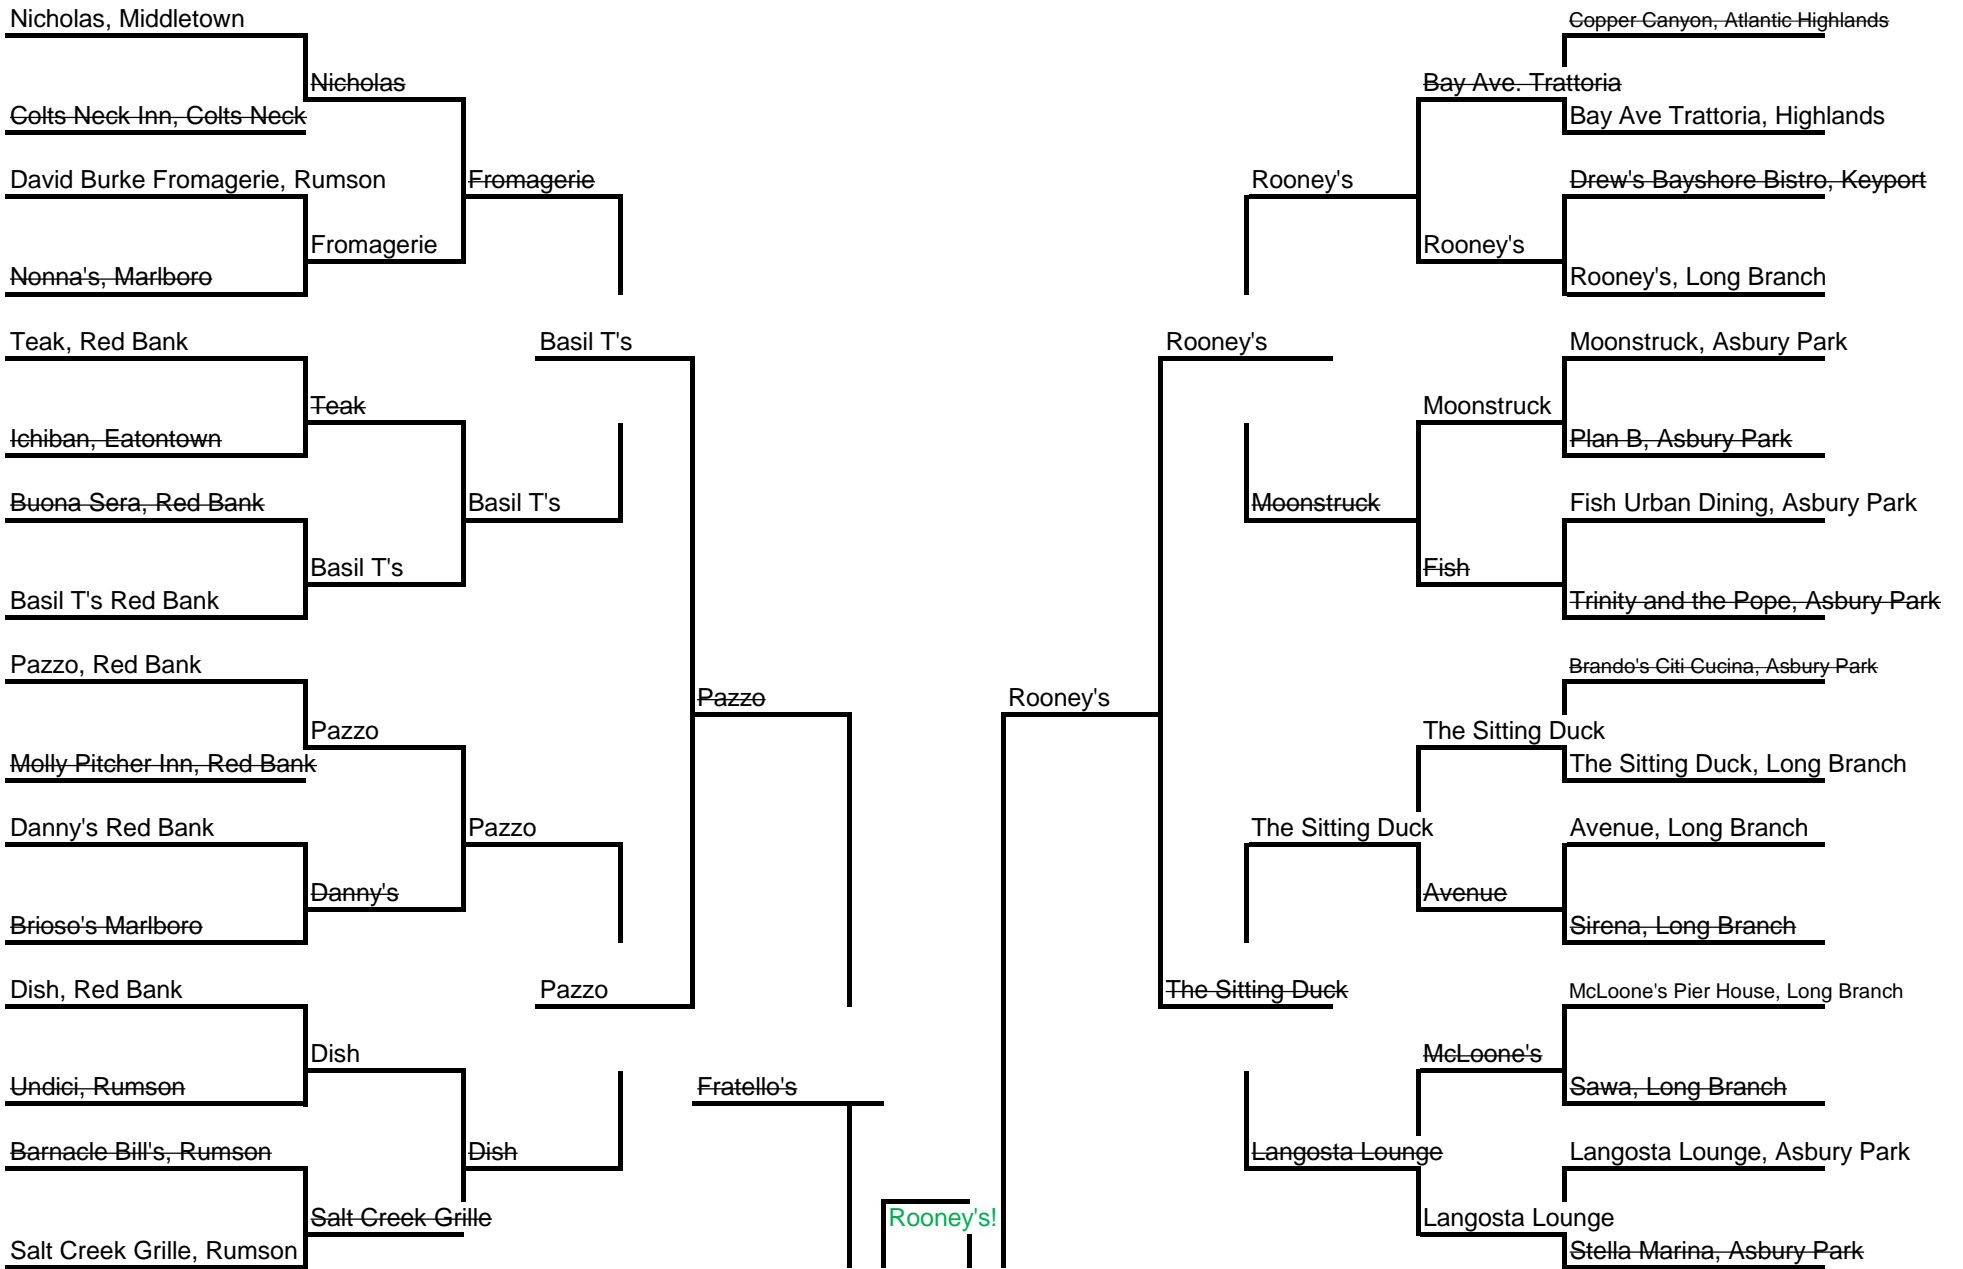 Nicholas, Middletown
Copper Canyon, Atlantic Highlands
Nicholas
Bay Ave. Trattoria
Colts Neck Inn, Colts Neck
Bay Ave Trattoria, Highlands
David Burke Fromagerie, Rumson
Fromagerie
Rooney's
Drew's Bayshore Bistro, Keyport
Fromagerie
Rooney's
Nonna's, Marlboro
Rooney's, Long Branch
Teak, Red Bank
Basil T's
Rooney's
Moonstruck, Asbury Park
Teak
Moonstruck
Ichiban, Eatontown
Plan B, Asbury Park
Buona Sera, Red Bank
Basil T's
Moonstruck
Fish Urban Dining, Asbury Park
Basil T's
Fish
Basil T's Red Bank
Trinity and the Pope, Asbury Park
Pazzo, Red Bank
Brando's Citi Cucina, Asbury Park
Pazzo
Rooney's
Pazzo
The Sitting Duck
Molly Pitcher Inn, Red Bank
The Sitting Duck, Long Branch
Danny's Red Bank
Pazzo
The Sitting Duck
Avenue, Long Branch
Danny's
Avenue
Brioso's Marlboro
Sirena, Long Branch
Dish, Red Bank
Pazzo
The Sitting Duck
McLoone's Pier House, Long Branch
Dish
McLoone's
Undici, Rumson
Fratello's
Sawa, Long Branch
Barnacle Bill's, Rumson
Dish
Langosta Lounge
Langosta Lounge, Asbury Park
Salt Creek Grille
Rooney's!
Langosta Lounge
Salt Creek Grille, Rumson
Stella Marina, Asbury Park